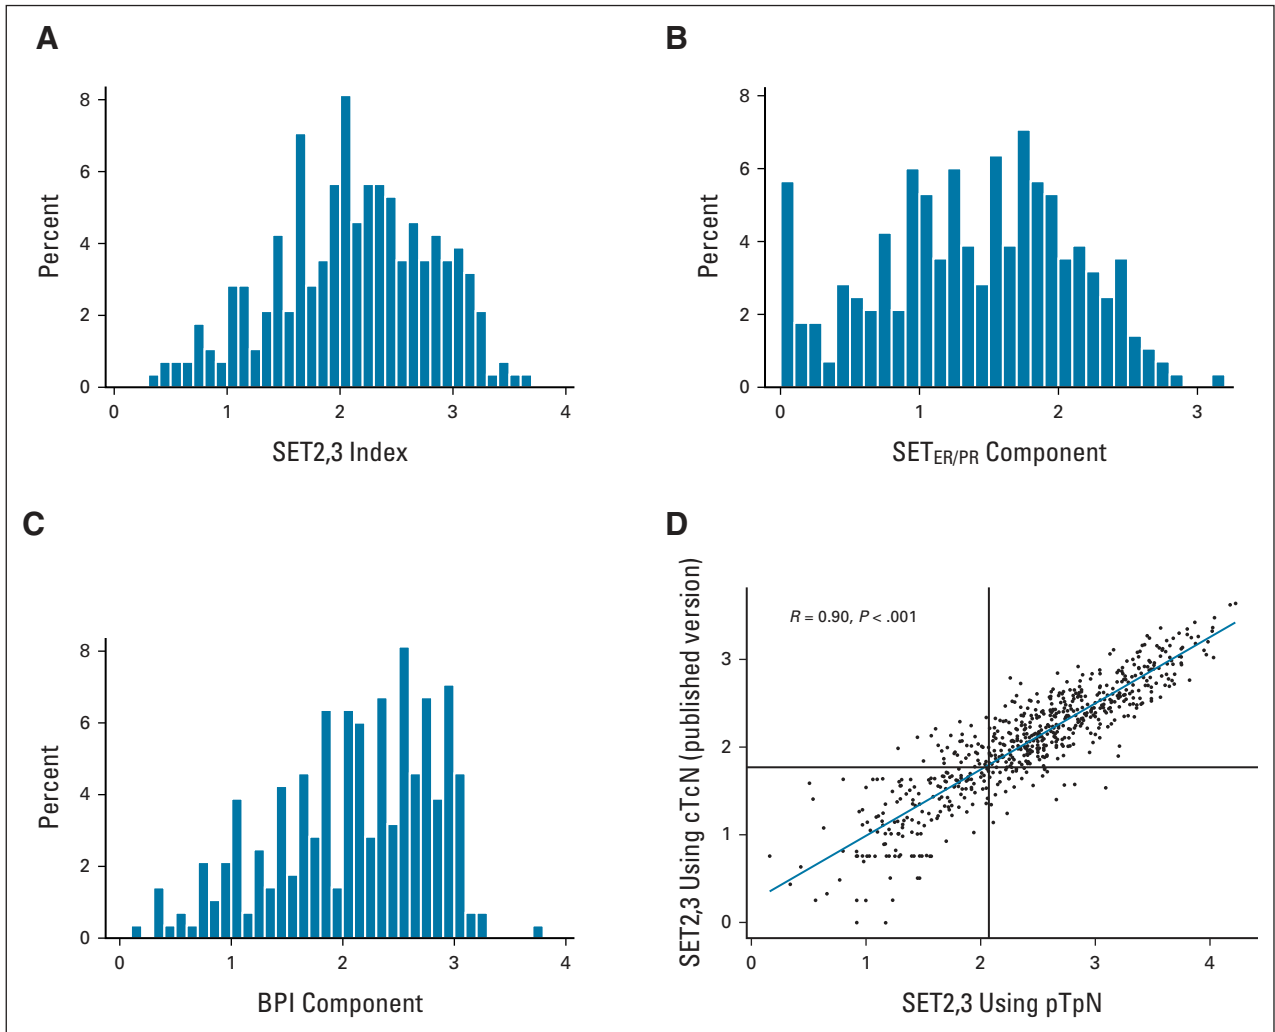 A
8
6
4
2
0
Percent
0 1 2 3 4
SET2,3 Index
B
8
6
4
2
0
Percent
0 1 2 3
SETER/PR Component
C
8
6
4
2
0
Percent
0 1 2 3 4
BPI Component
D
R = 0.90, P < .001
3
2
1
0
SET2,3 Using cTcN (published version)
0 1 2 3 4
SET2,3 Using pTpN